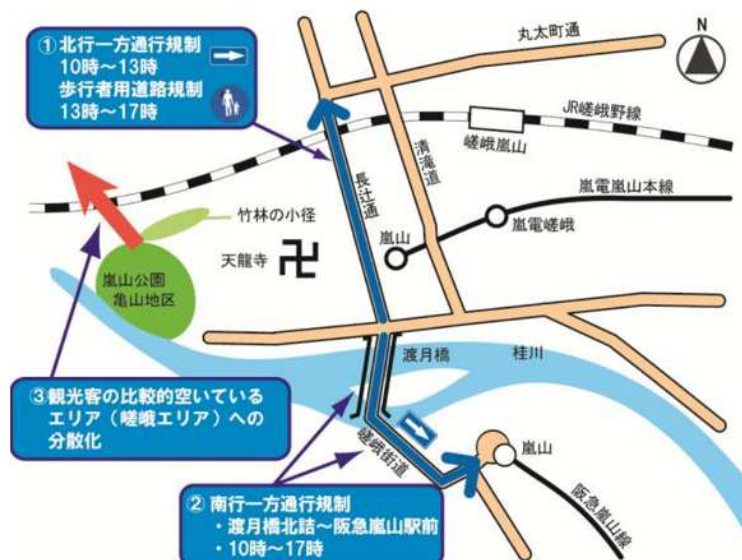 ① 北行一方通行規制
10時～13時
歩行者用道路規制
13時～17時
丸太町通
N
JR嵯峨野線
嵯峨嵐山
清滝道
長辻通
嵐電嵐山本線
嵐電嵯峨
嵐山
竹林の小径
天龍寺
卍
嵐山公園
亀山地区
渡月橋
桂川
③観光客の比較的空いている
エリア（嵯峨エリア）への
分散化
嵯峨街道
嵐山
阪急嵐山線
② 南行一方通行規制
・渡月橋北詰～阪急嵐山駅前
・10時～17時